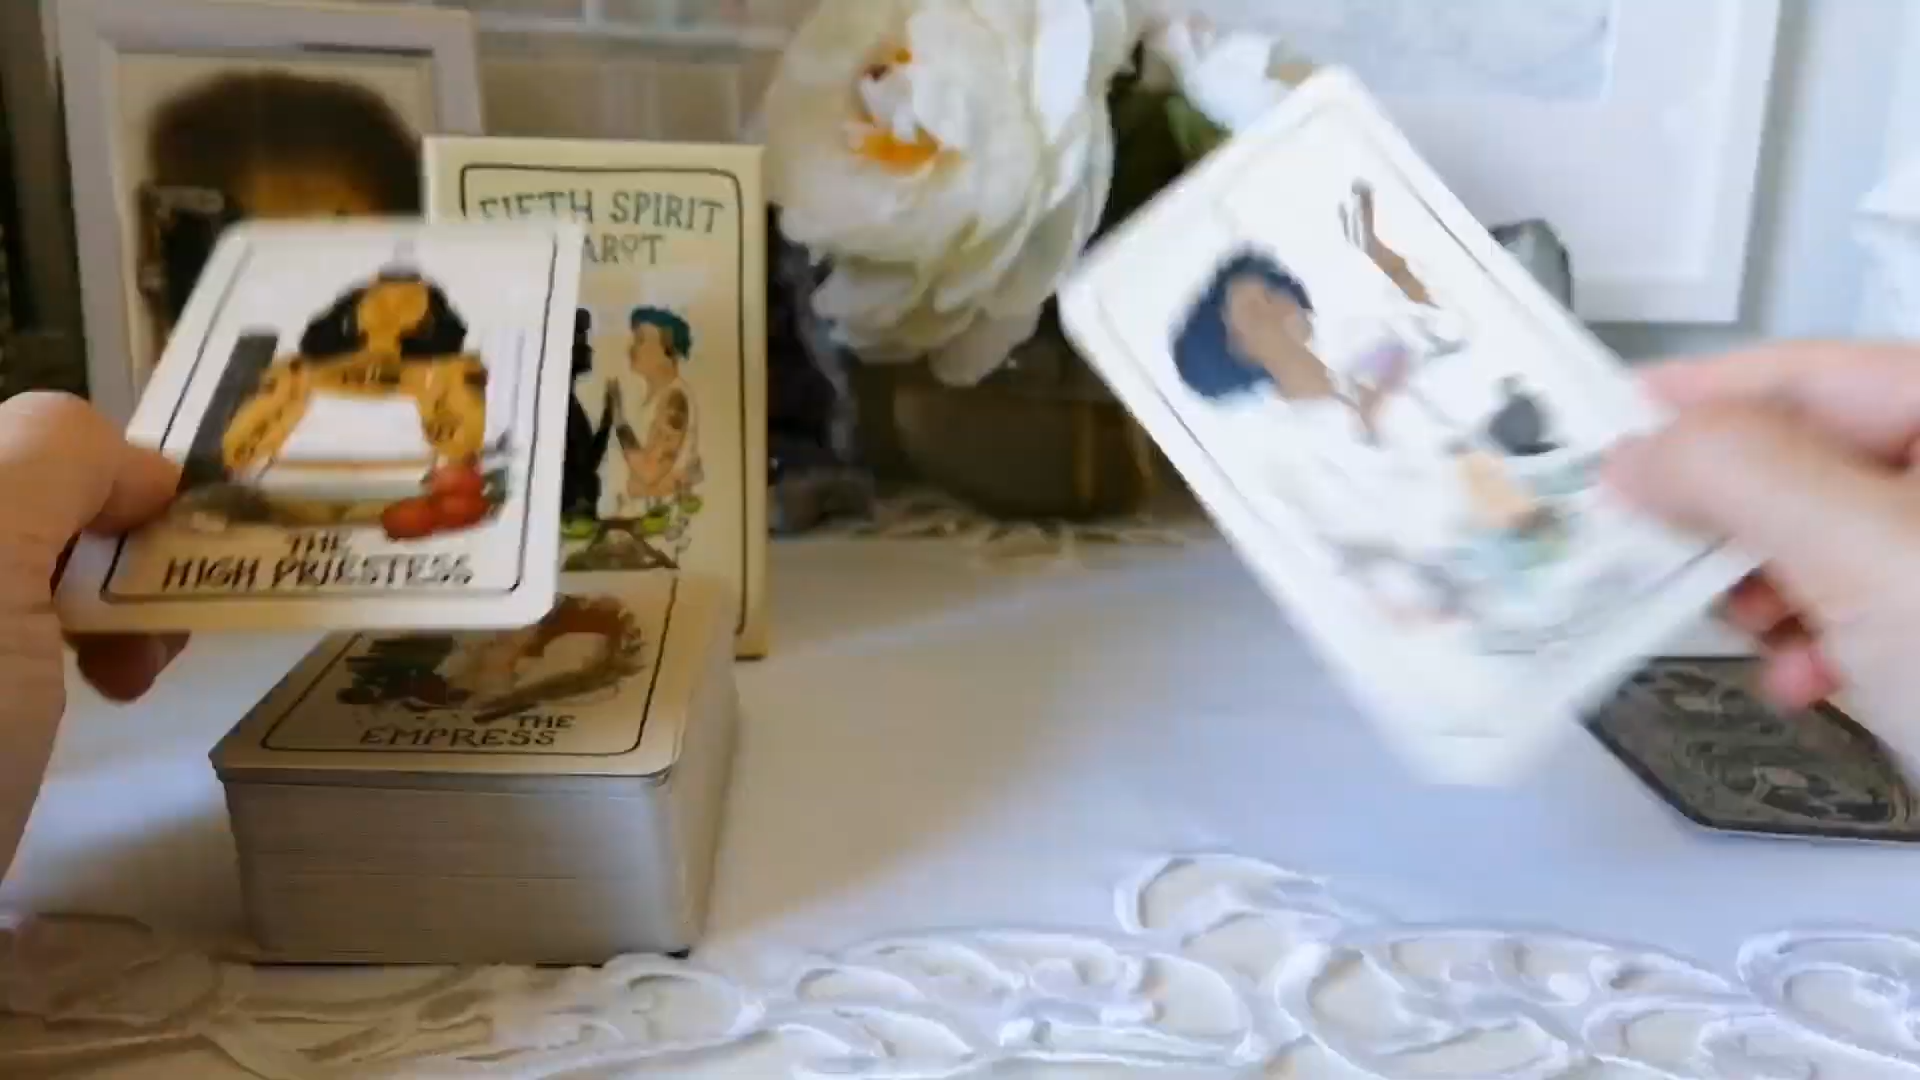 FIFTH SPIRIT
TAROT
THE
HIGH PRIESTESS
THE
EMPRESS